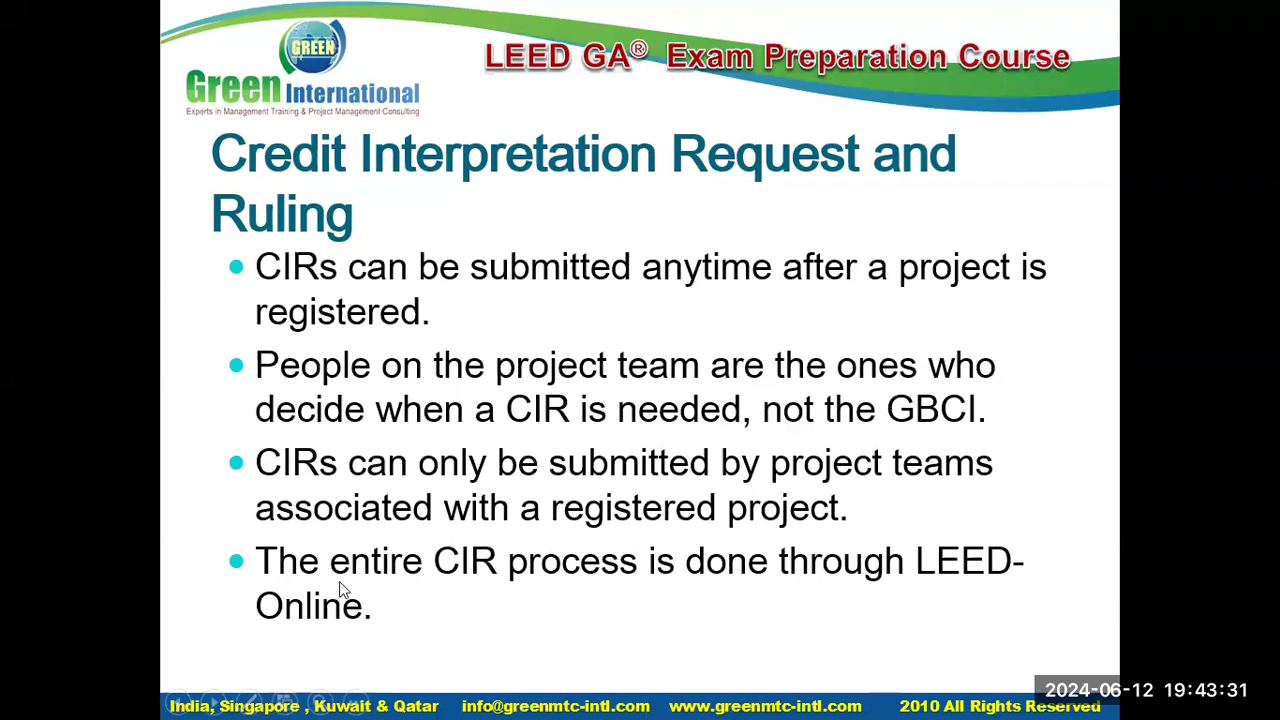 GREEN
Green International
Experts in Management Training & Project Management Consulting
LEED GA® Exam Preparation Course
Credit Interpretation Request and
Ruling
• CIRs can be submitted anytime after a project is
registered.
• People on the project team are the ones who
decide when a CIR is needed, not the GBCI.
• CIRs can only be submitted by project teams
associated with a registered project.
• The entire CIR process is done through LEED-
Online.
2024-06-12 19:43:31
India, Singapore , Kuwait & Qatar info@greenmtc-intl.com www.greenmtc-intl.com 2010 All Rights Reserved